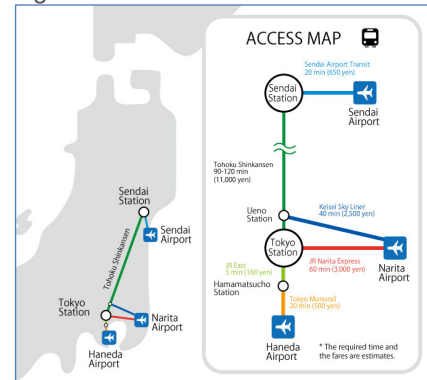 ACCESS MAP
Sendai Airport Transit
20 min (650 yen)
Sendai
Station
Sendai
Airport
Tohoku Shinkansen
90-120 min
(11,000 yen)
Ueno
Station
Keisei Sky Liner
40 min (2,500 yen)
Tokyo
Station
JR East
5 min (160 yen)
JR Narita Express
60 min (3,000 yen)
Narita
Airport
Hamamatsucho
Station
Tokyo Monorail
20 min (500 yen)
Haneda
Airport
* The required time and
the fares are estimates.
Sendai
Station
Sendai
Airport
Tohoku Shinkansen
Tokyo
Station
Narita
Airport
Haneda
Airport